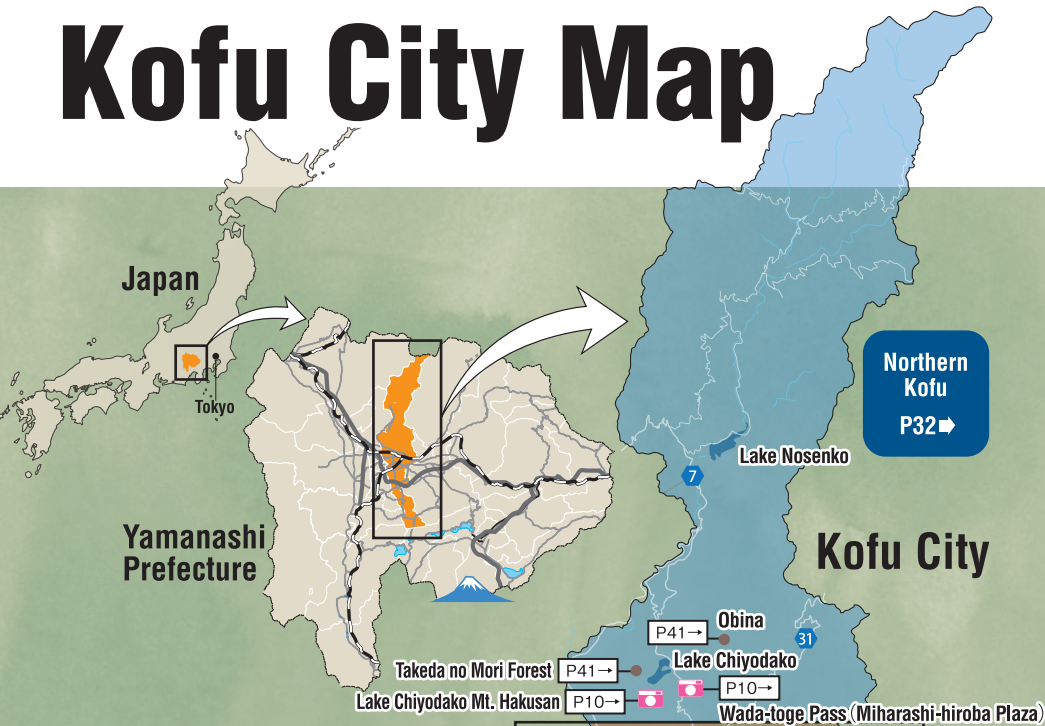 Kofu City Map
Japan
Tokyo
Northern
Kofu
P32➡
Lake Nosenko
7
Yamanashi
Prefecture
Kofu City
Obina
P41→
31
Lake Chiyodako
Takeda no Mori Forest P41→
P10→
Lake Chiyodako Mt. Hakusan P10→
Wada-toge Pass (Miharashi-hiroba Plaza)